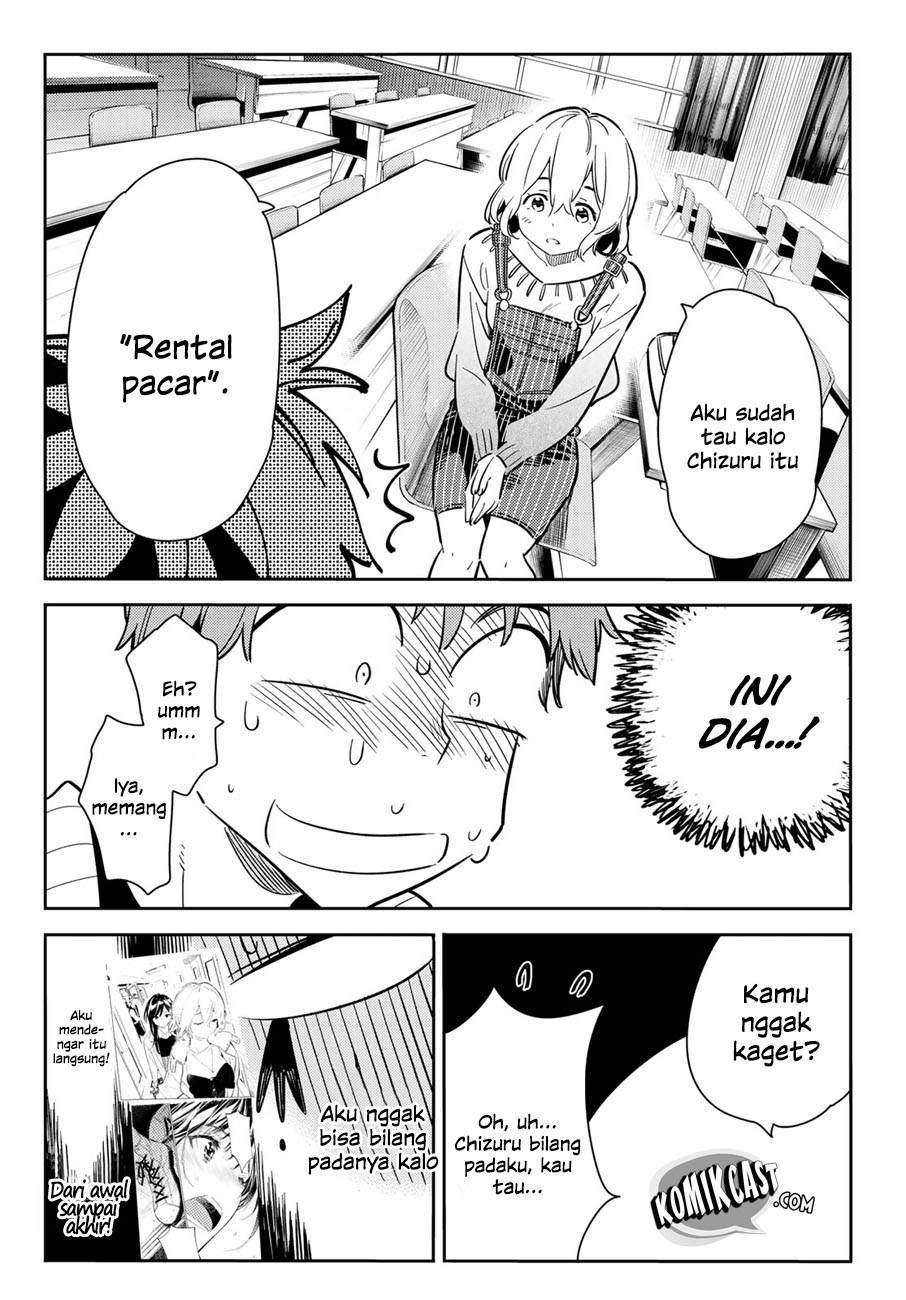 Aku sudah
tau kalo
Chizuru itu
"Rental
pacar".
INI
DIA....!
Eh?
umm
m...
Iya,
memang
...
Kamu
nggak
kaget?
Oh, uh...
Chizuru bilang
padaku, kau
tau...
KOMIKCAST
.COM
Aku nggak
bisa bilang
padanya kalo
Aku
mende-
ngar itu
langsung!
Dari awal
sampai
akhir!